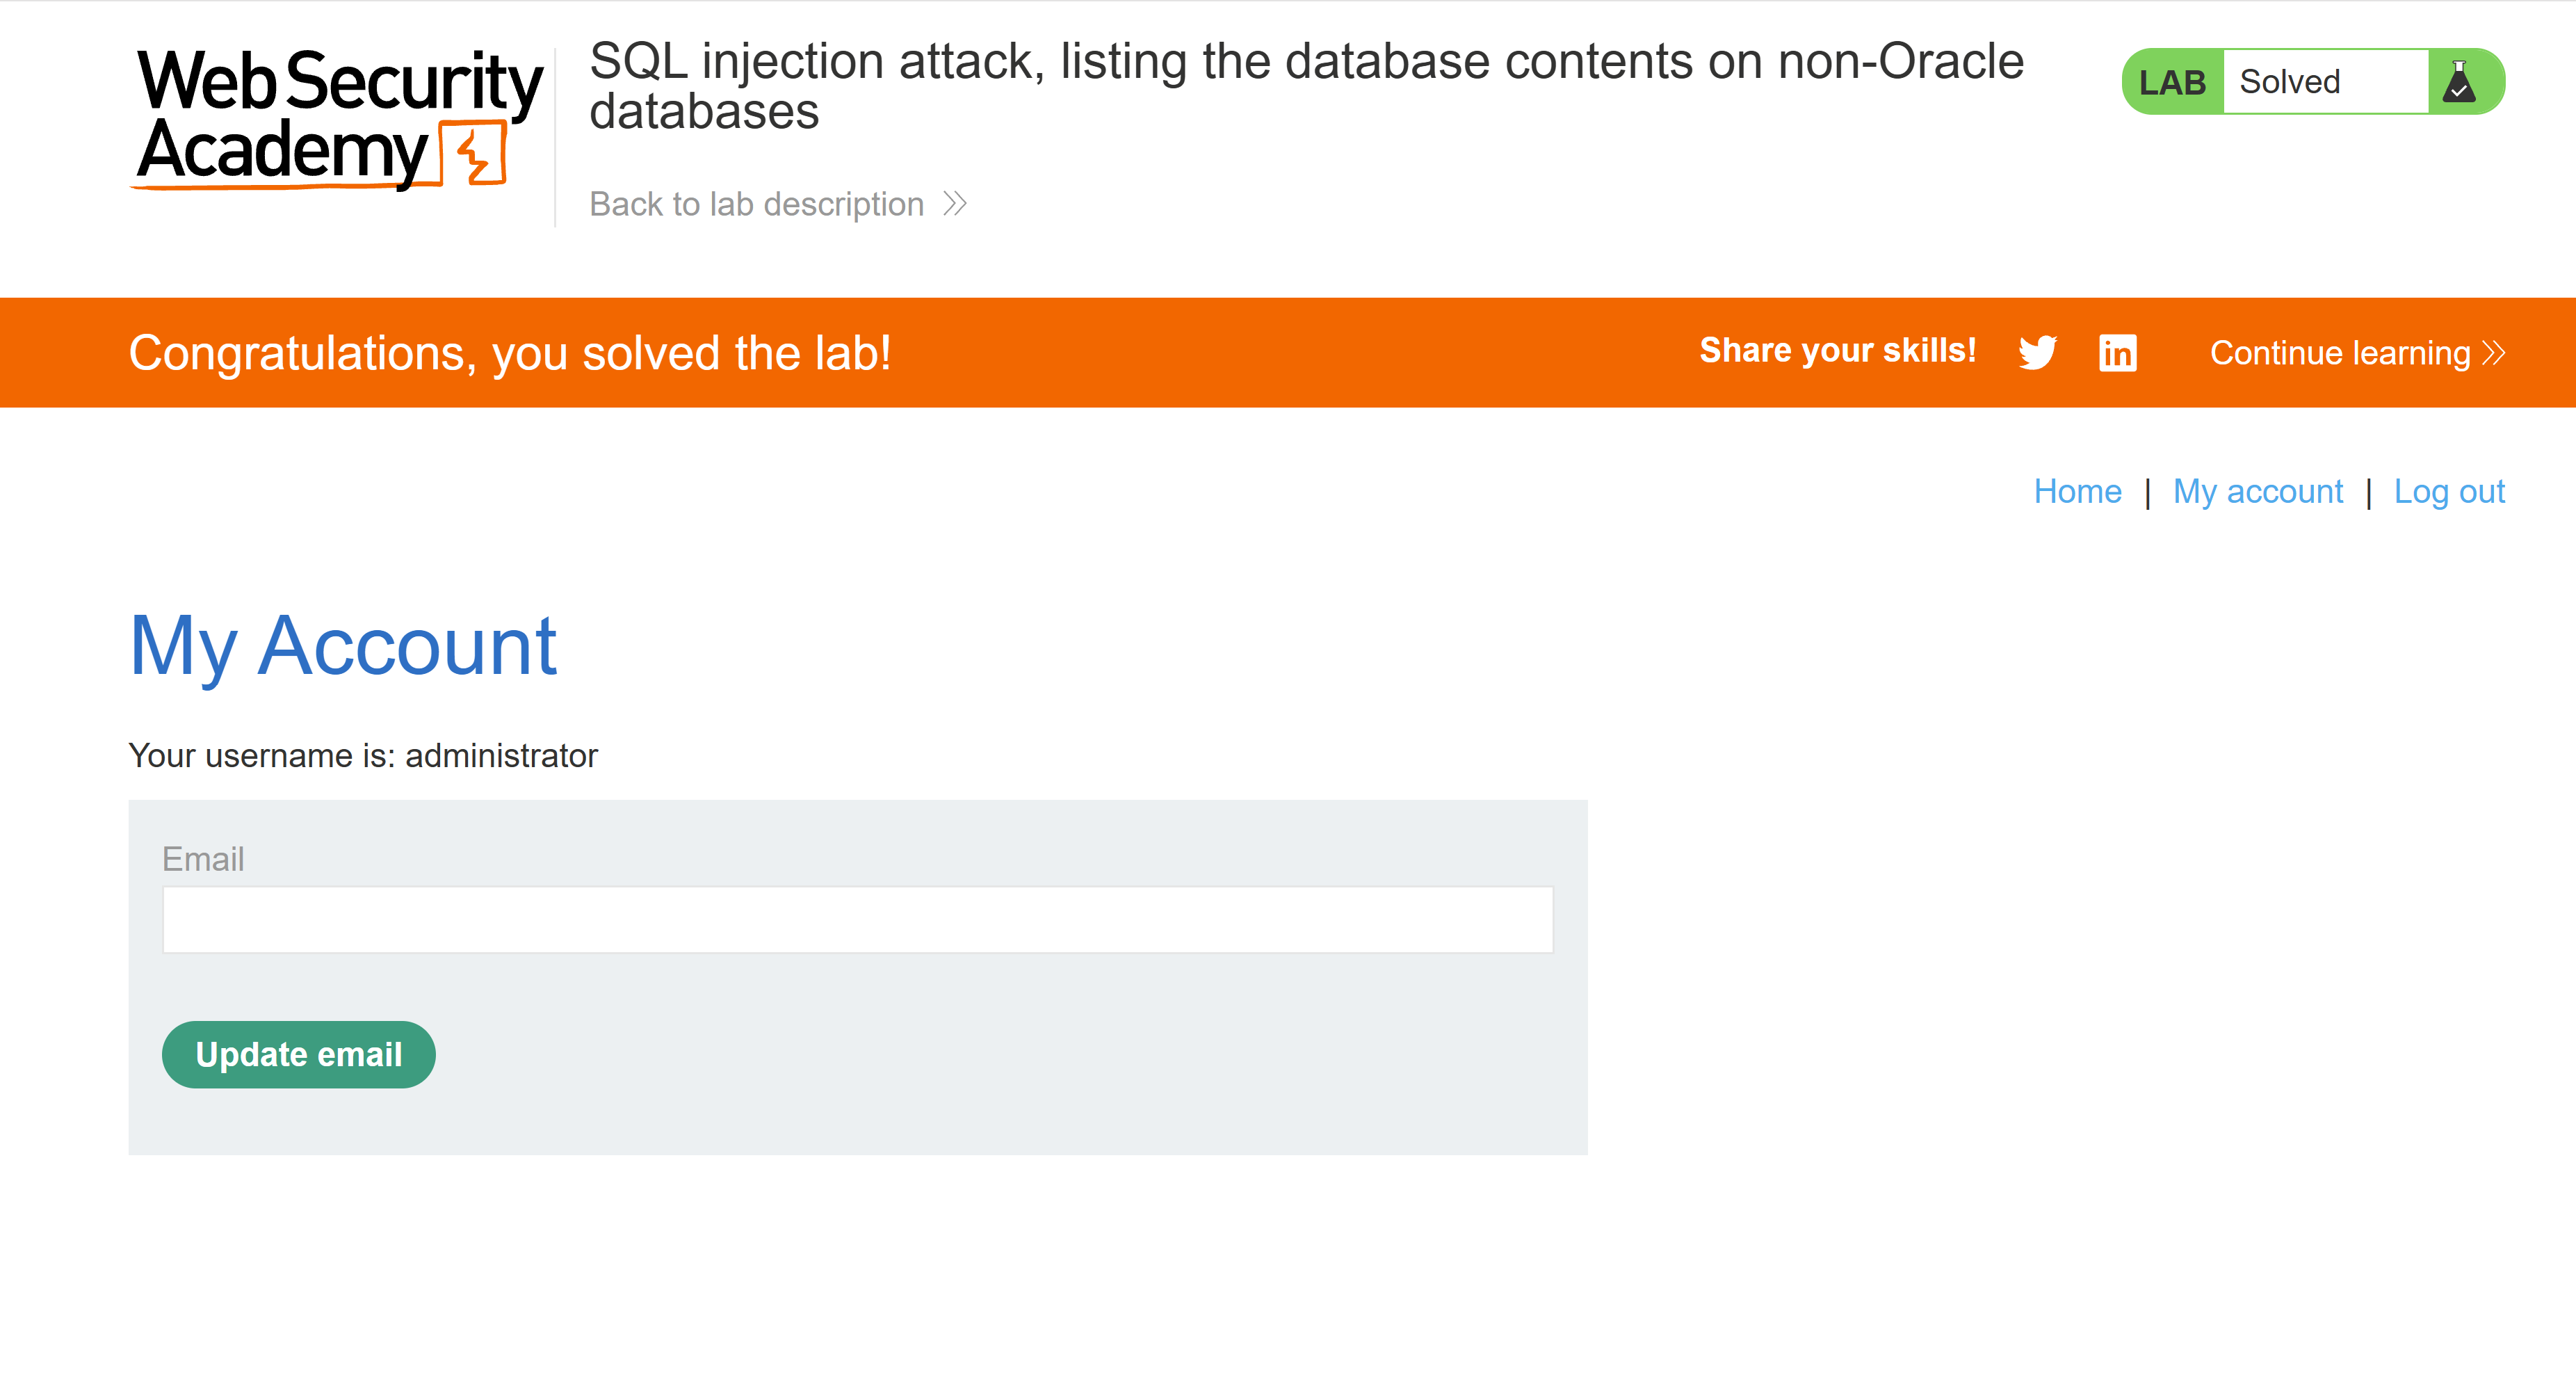 Web Security
Academy
SQL injection attack, listing the database contents on non-Oracle
databases
Back to lab description
LAB Solved
Congratulations, you solved the lab!
Share your skills!
in
Continue learning
Home | My account | Log out
My Account
Your username is: administrator
Email
Update email